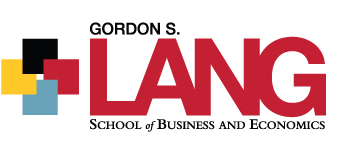 GORDON S.
LANG
SCHOOL of BUSINESS AND ECONOMICS